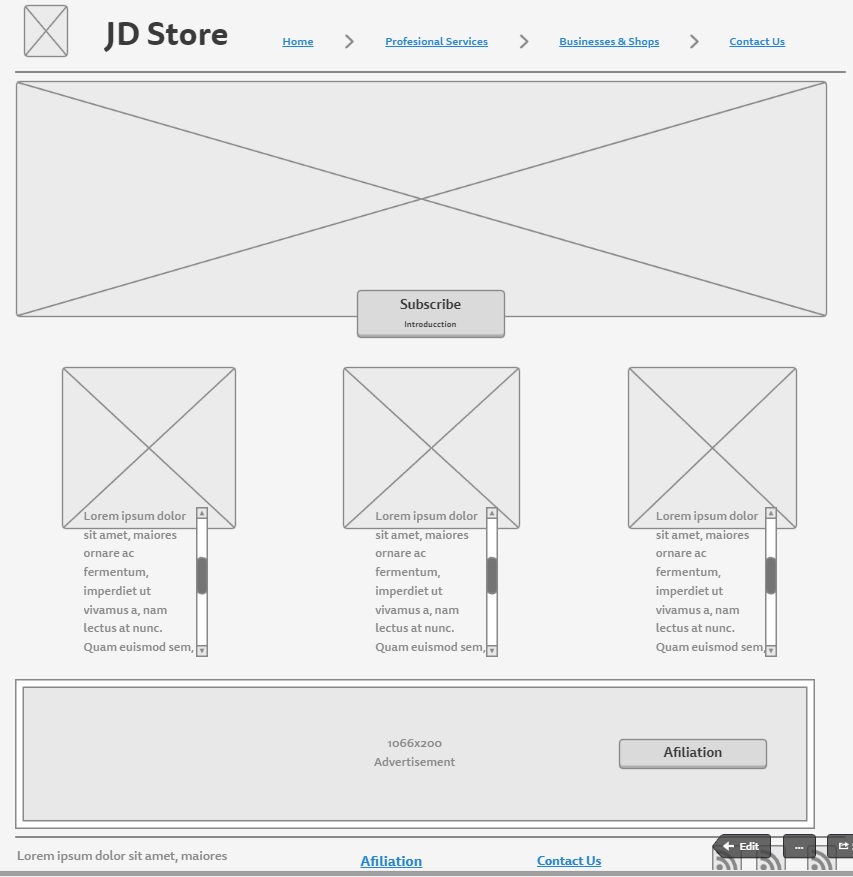 JD Store
Home
Profesional Services
Businesses & Shops
Contact Us
Subscribe
Introducction
Lorem ipsum dolor
sit amet, maiores
ornare ac
fermentum,
imperdiet ut
vivamus a, nam
lectus at nunc.
Quam euismod sem,
Lorem ipsum dolor
sit amet, maiores
ornare ac
fermentum,
imperdiet ut
vivamus a, nam
lectus at nunc.
Quam euismod sem,
Lorem ipsum dolor
sit amet, maiores
ornare ac
fermentum,
imperdiet ut
vivamus a, nam
lectus at nunc.
Quam euismod sem,
1066x200
Advertisement
Afiliation
Lorem ipsum dolor sit amet, maiores
Afiliation
Contact Us
Edit
...